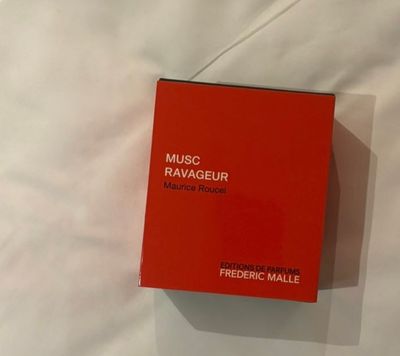 MUSC
RAVAGEUR
Maurice Roucel
EDITIONS DE PARFUMS
FREDERIC MALLE